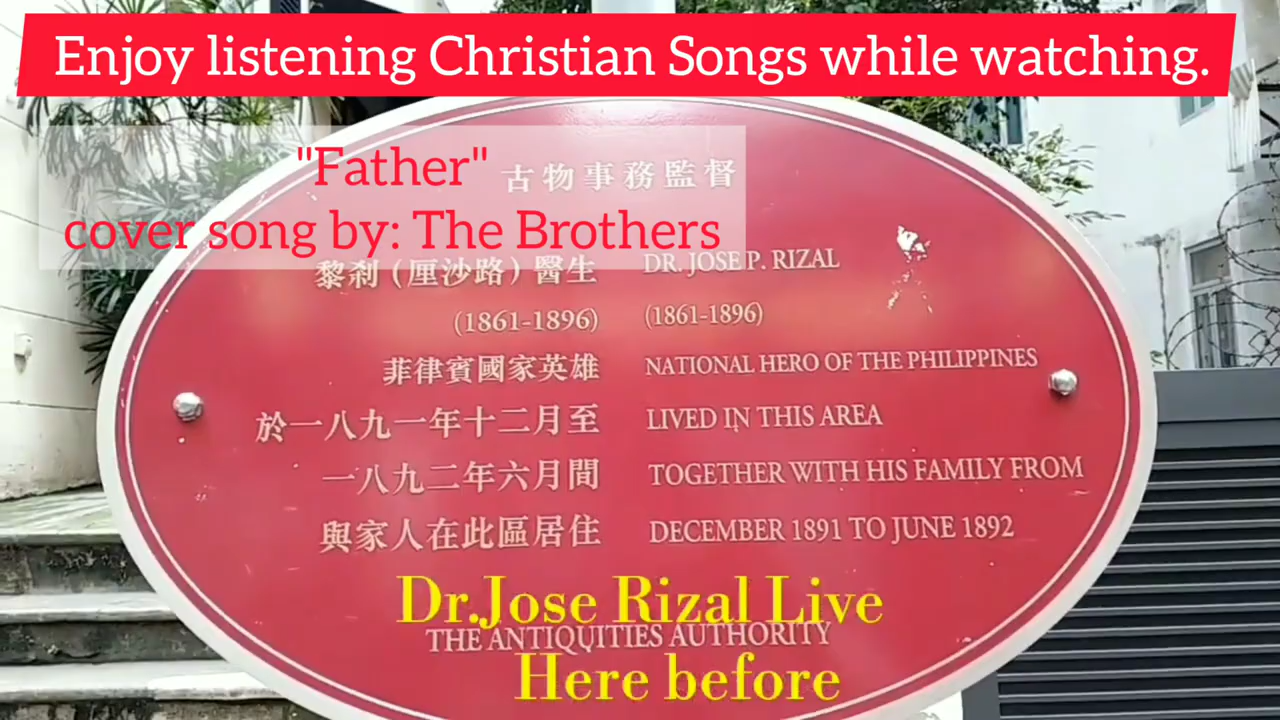 Enjoy listening Christian Songs while watching.
"Father"
cover song by: The Brothers
古物事務監督
黎剎（厘沙路）醫生
(1861-1896)
菲律賓國家英雄
於一八九一年十二月至
一八九二年六月間
與家人在此區居住
DR. JOSE P. RIZAL
(1861-1896)
NATIONAL HERO OF THE PHILIPPINES
LIVED IN THIS AREA
TOGETHER WITH HIS FAMILY FROM
DECEMBER 1891 TO JUNE 1892
Dr.Jose Rizal Live
THE ANTIQUITIES AUTHORITY
Here before